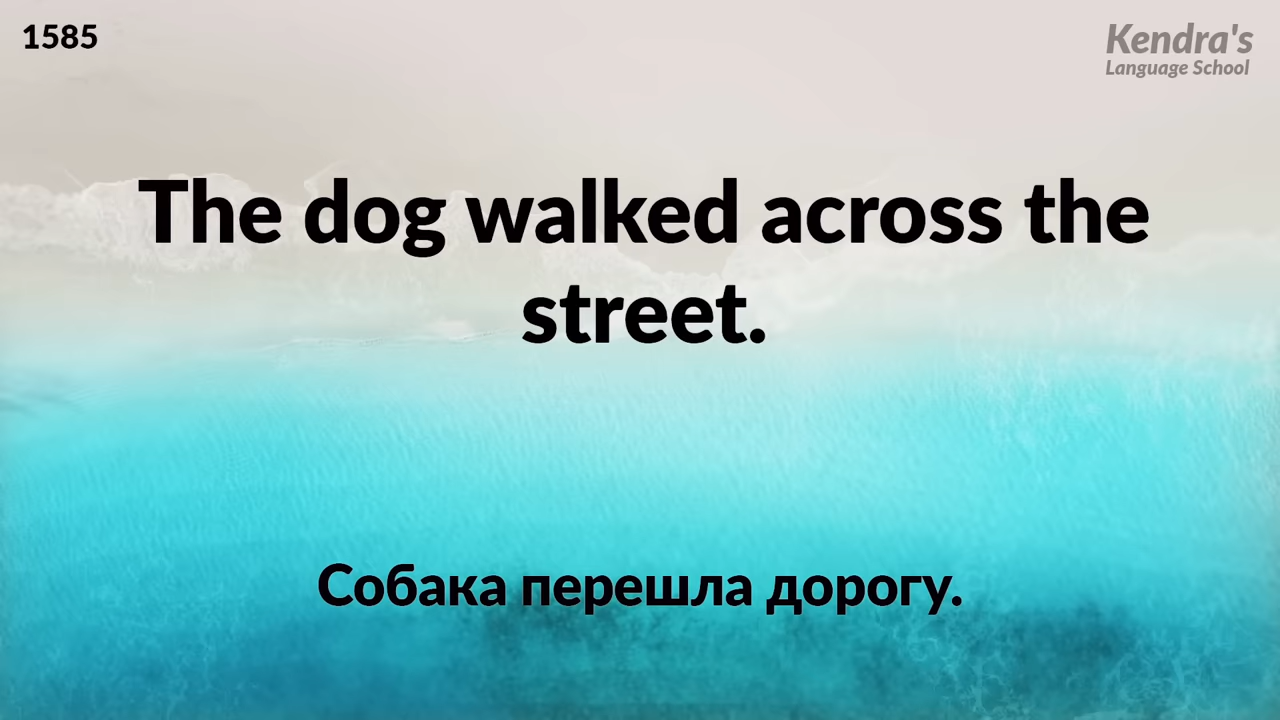 1585
Kendra's
Language School
The dog walked across the
street.
Собака перешла дорогу.